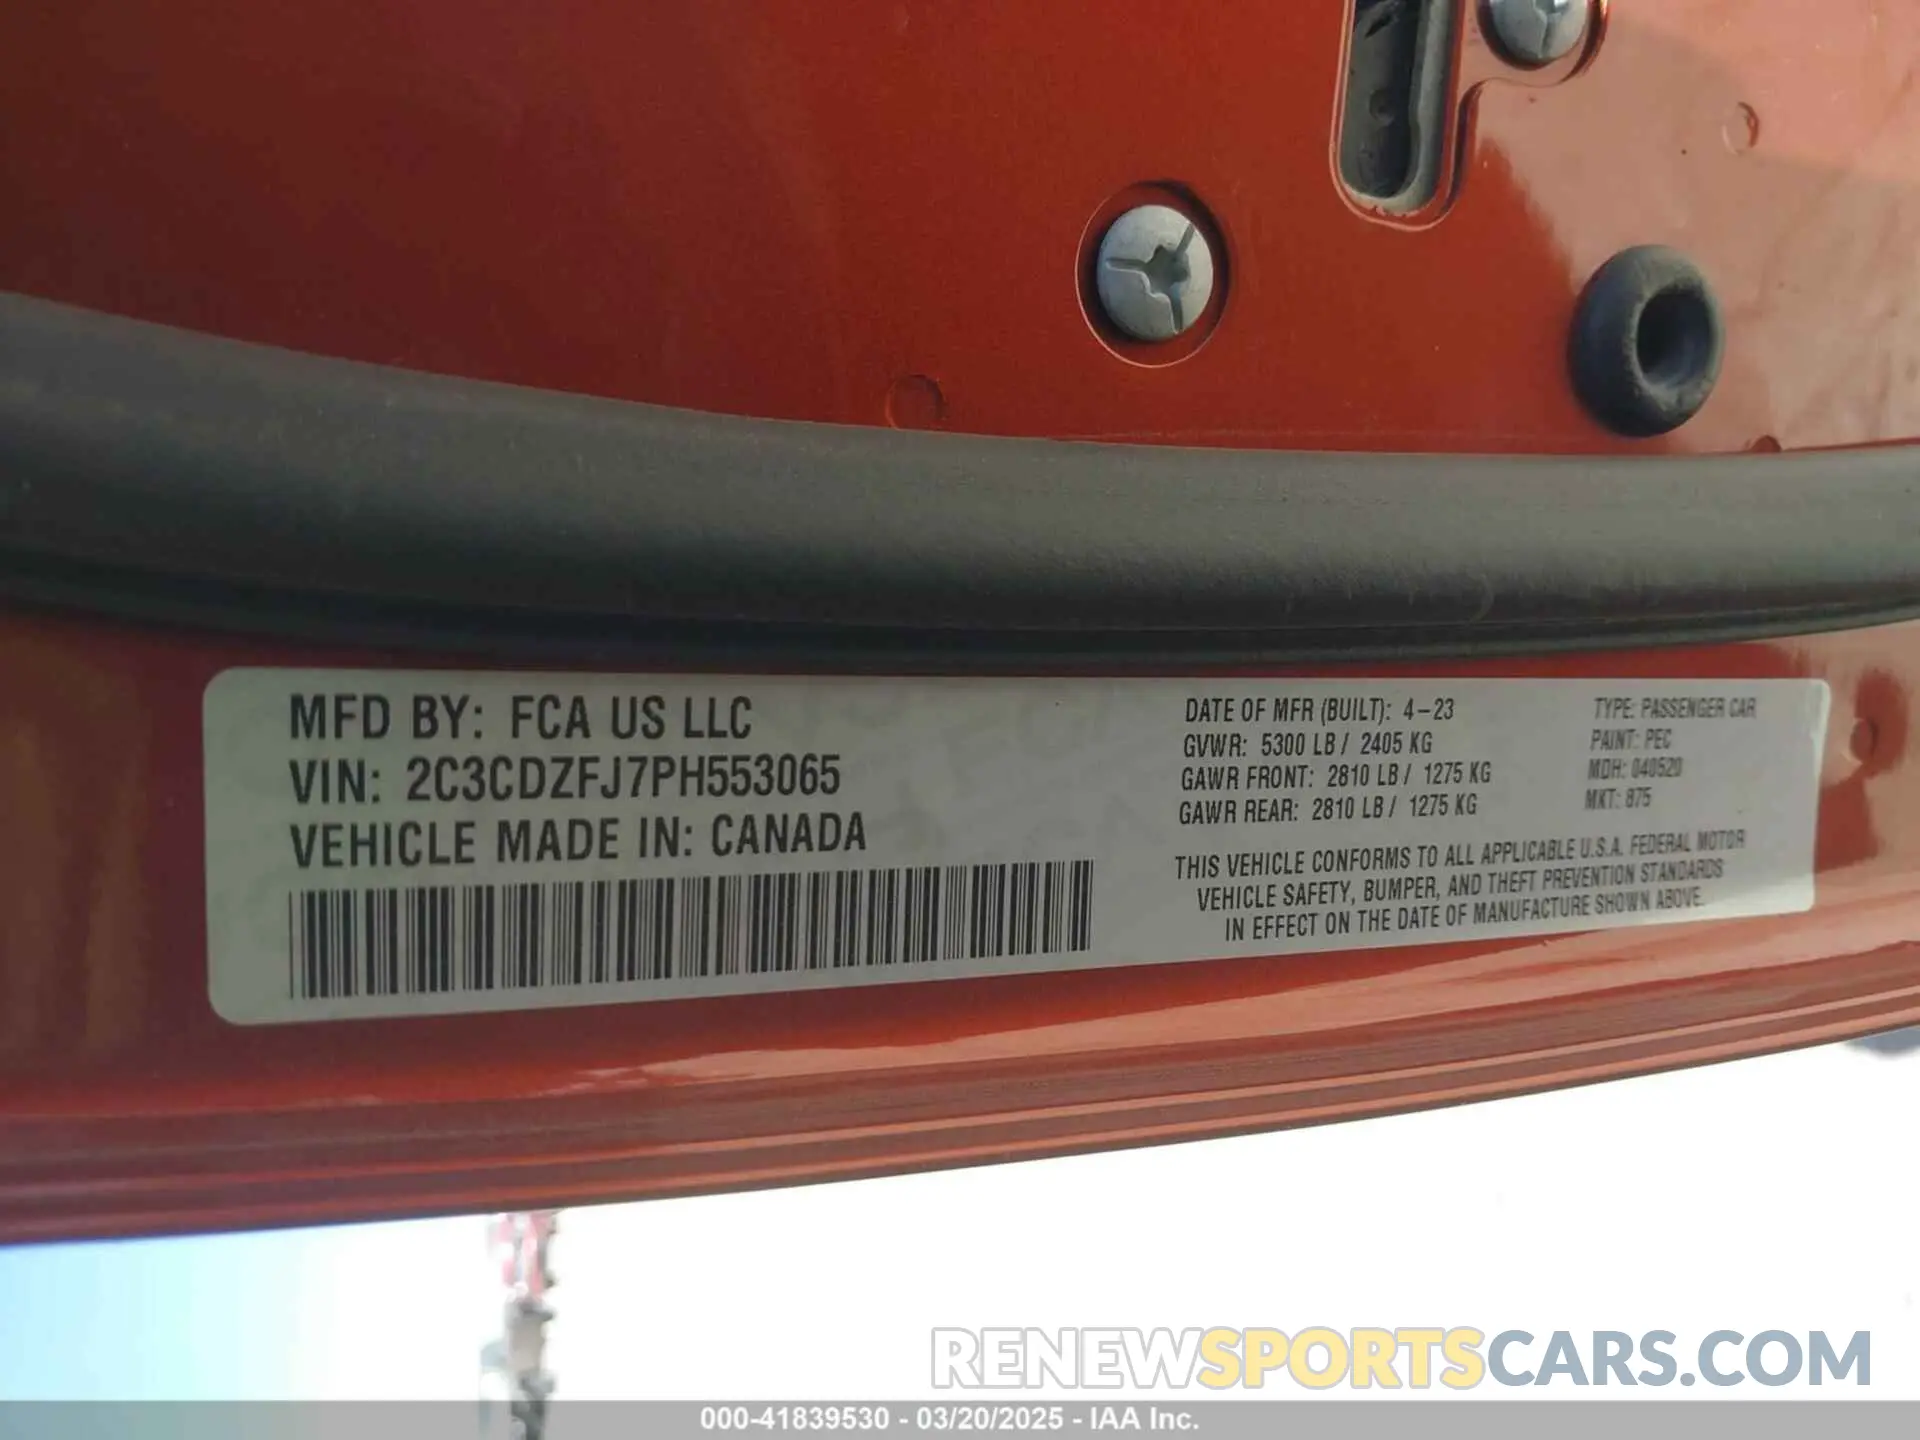 MFD BY: FCA US LLC
VIN: 2C3CDZFJ7PH553065
VEHICLE MADE IN: CANADA
DATE OF MFR (BUILT): 4-23
GVWR: 5300 LB / 2405 KG
GAWR FRONT: 2810 LB / 1275 KG
GAWR REAR: 2810 LB / 1275 KG
TYPE: PASSENGER CAR
PAINT: PEC
MDH: 040520
MKT: 875
THIS VEHICLE CONFORMS TO ALL APPLICABLE U.S.A. FEDERAL MOTOR
VEHICLE SAFETY, BUMPER, AND THEFT PREVENTION STANDARDS
IN EFFECT ON THE DATE OF MANUFACTURE SHOWN ABOVE.
RENEWSPORTSCARS.COM
000-41839530 - 03/20/2025 - IAA Inc.